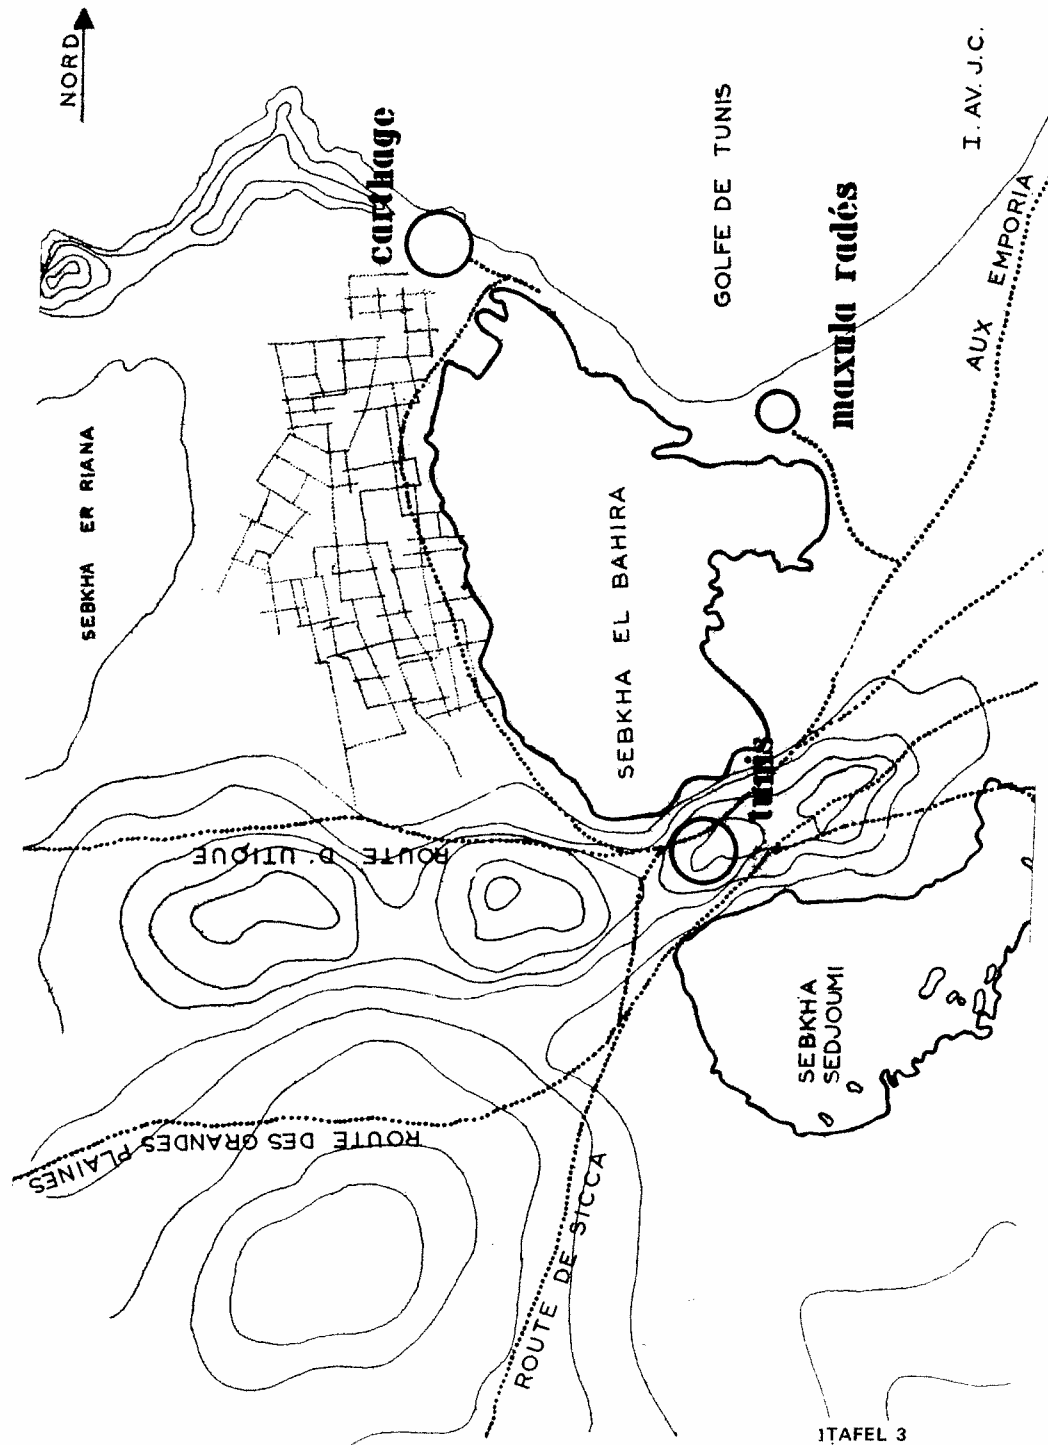 NORD
carthage
maxula radés
GOLFE DE TUNIS
I. AV. J.C.
AUX EMPORIA
SEBKHA ER RIANA
SEBKHA EL BAHIRA
tunis
ROUTE D'UTIQUE
SEBKHA
SEDJOUMI
ROUTE DES GRANDES PLAINES
ROUTE DE SICCA
TAFEL 3